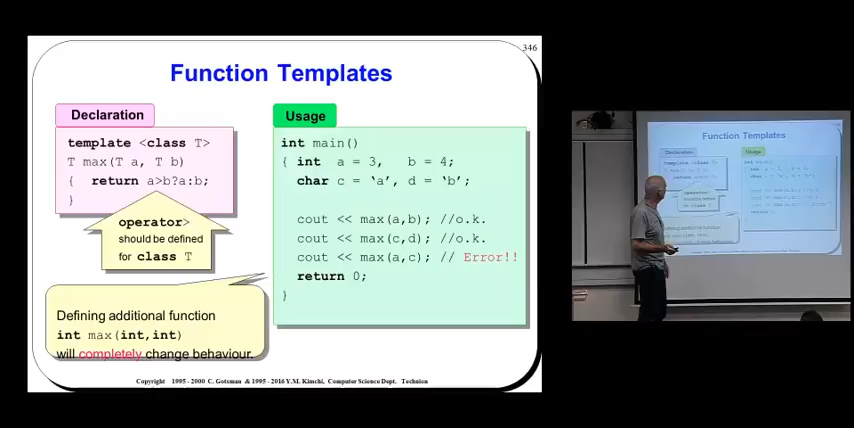 346
Function Templates
Declaration
template <class T>
T max(T a, T b)
{ return a>b?a:b;
}
operator>
should be defined
for class T
Defining additional function
int max(int,int)
will completely change behaviour.
Usage
int main()
{ int a = 3, b = 4;
char c = ‘a’, d = ‘b’;
cout << max(a,b); //o.k.
cout << max(c,d); //o.k.
cout << max(a,c); // Error!!
return 0;
}
Copyright 1995 - 2000 C. Gotsman & 1995 - 2016 Y.M. Kimchi, Computer Science Dept. Technion
Function Templates
Declaration
Usage